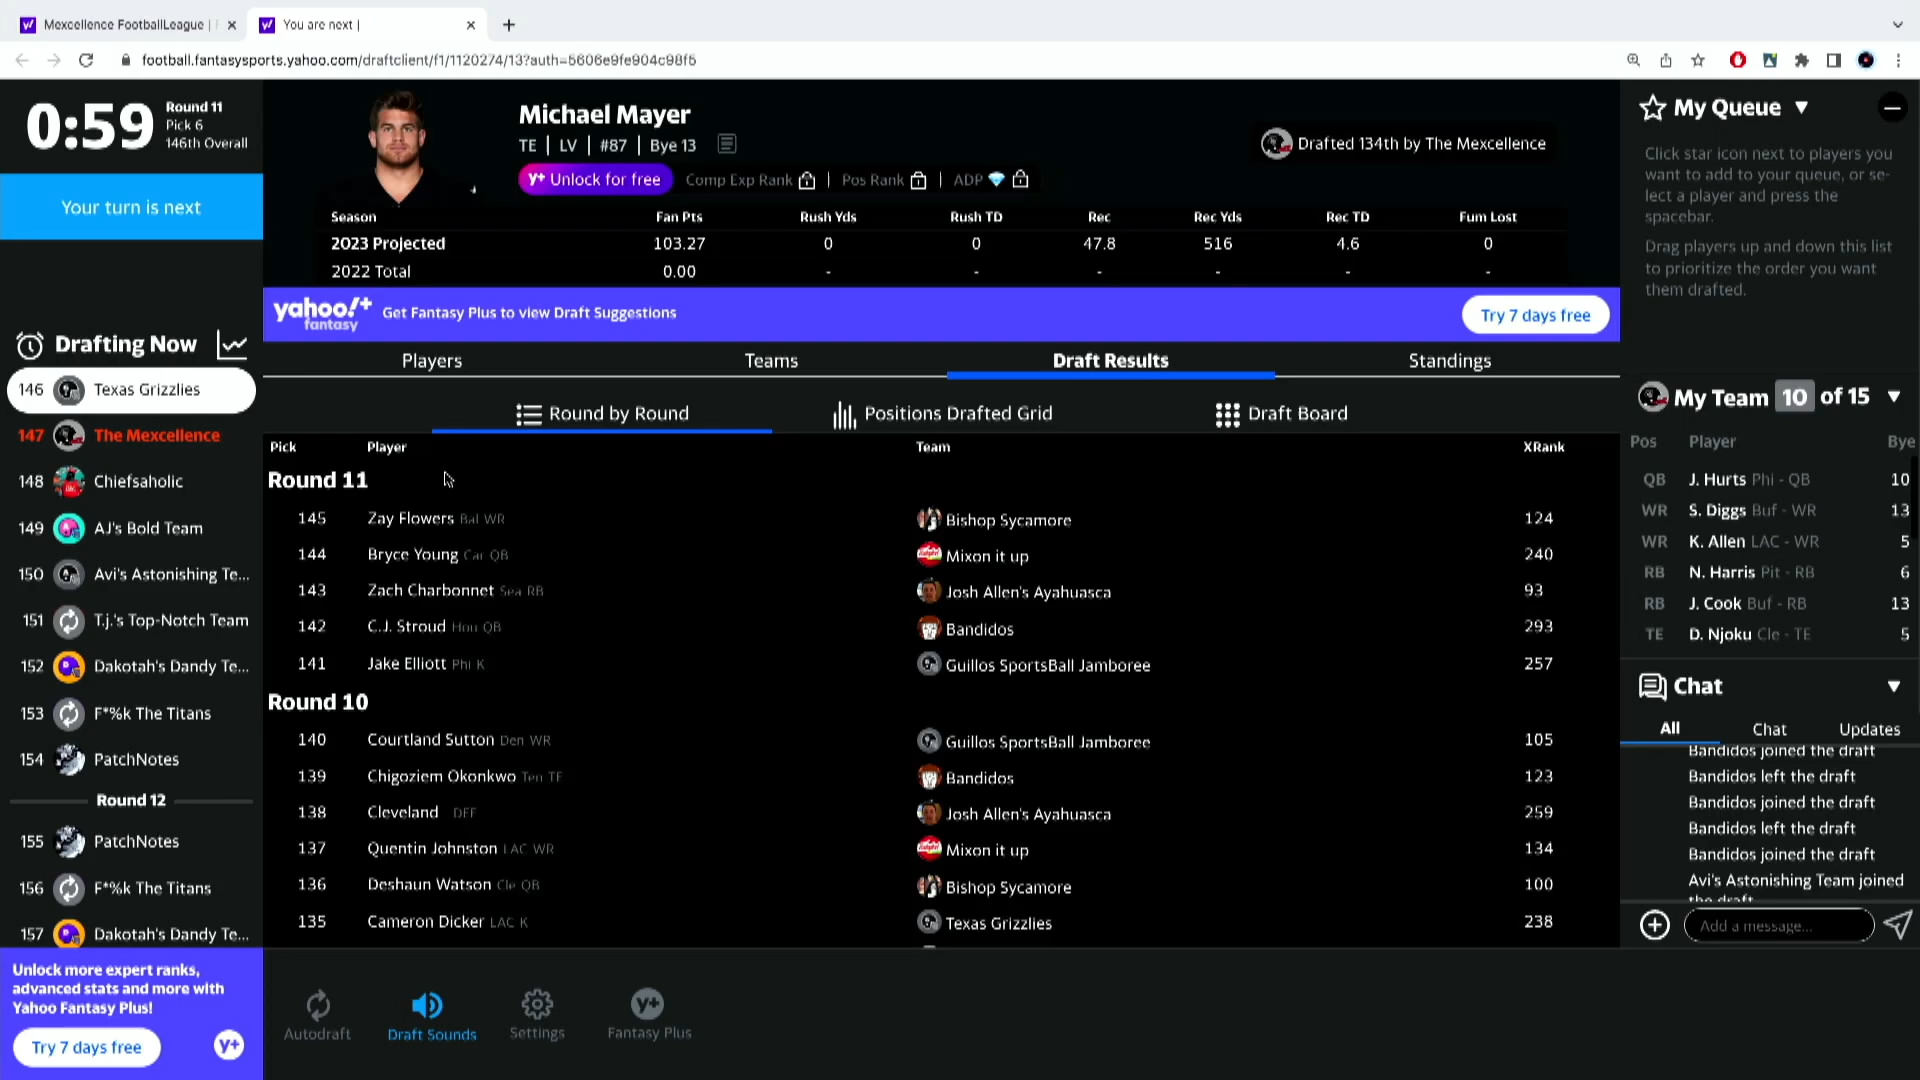 Mexcellence FootballLeague |
You are next |
football.fantasysports.yahoo.com/draftclient/f1/1120274/13?auth=5606e9fe904c98f5
0:59
Round 11
Pick 6
146th Overall
Your turn is next
Michael Mayer
TE | LV | #87 | Bye 13
Drafted 134th by The Mexcellence
y+ Unlock for free
Comp Exp Rank | Pos Rank | ADP
Season Fan Pts Rush Yds Rush TD Rec Rec Yds Rec TD Fum Lost
2023 Projected 103.27 0 0 47.8 516 4.6 0
2022 Total 0.00 - - - - - -
yahoo!+ fantasy
Get Fantasy Plus to view Draft Suggestions
Try 7 days free
Players Teams Draft Results Standings
Round by Round Positions Drafted Grid Draft Board
Pick Player Team XRank
Round 11
145 Zay Flowers Bal WR Bishop Sycamore 124
144 Bryce Young Car QB Mixon it up 240
143 Zach Charbonnet Sea RB Josh Allen's Ayahuasca 93
142 C.J. Stroud Hou QB Bandidos 293
141 Jake Elliott Phi K Guillos SportsBall Jamboree 257
Round 10
140 Courtland Sutton Den WR Guillos SportsBall Jamboree 105
139 Chigoziem Okonkwo Ten TE Bandidos 123
138 Cleveland DEF Josh Allen's Ayahuasca 259
137 Quentin Johnston LAC WR Mixon it up 134
136 Deshaun Watson Cle QB Bishop Sycamore 100
135 Cameron Dicker LAC K Texas Grizzlies 238
Drafting Now
146 Texas Grizzlies
147 The Mexcellence
148 Chiefsaholic
149 AJ's Bold Team
150 Avi's Astonishing Te...
151 T.j.'s Top-Notch Team
152 Dakotah's Dandy Te...
153 F*%k The Titans
154 PatchNotes
Round 12
155 PatchNotes
156 F*%k The Titans
157 Dakotah's Dandy Te...
Unlock more expert ranks,
advanced stats and more with
Yahoo Fantasy Plus!
Try 7 days free
y+
Autodraft
Draft Sounds
Settings
y+
Fantasy Plus
My Queue
Click star icon next to players you
want to add to your queue, or se-
lect a player and press the
spacebar.
Drag players up and down this list
to prioritize the order you want
them drafted.
My Team 10 of 15
Pos Player Bye
QB J. Hurts Phi - QB 10
WR S. Diggs Buf - WR 13
WR K. Allen LAC - WR 5
RB N. Harris Pit - RB 6
RB J. Cook Buf - RB 13
TE D. Njoku Cle - TE 5
Chat
All Chat Updates
Bandidos joined the draft
Bandidos left the draft
Bandidos joined the draft
Bandidos left the draft
Bandidos joined the draft
Avi's Astonishing Team joined
the draft
Add a message...